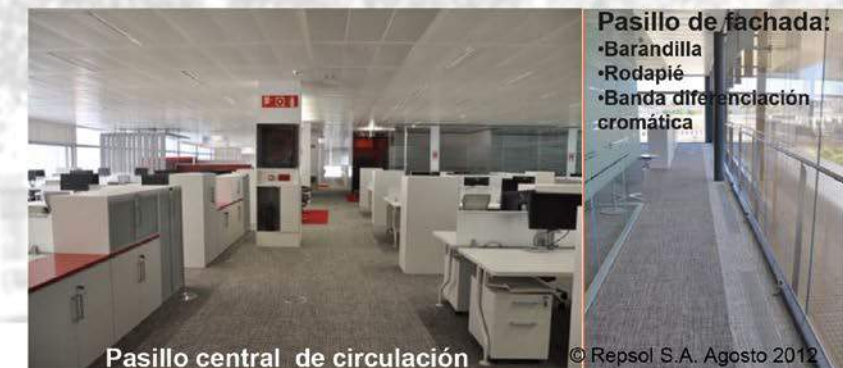 Pasillo de fachada:
•Barandilla
•Rodapié
•Banda diferenciación
cromática
Pasillo central de circulación
© Repsol S.A. Agosto 2012